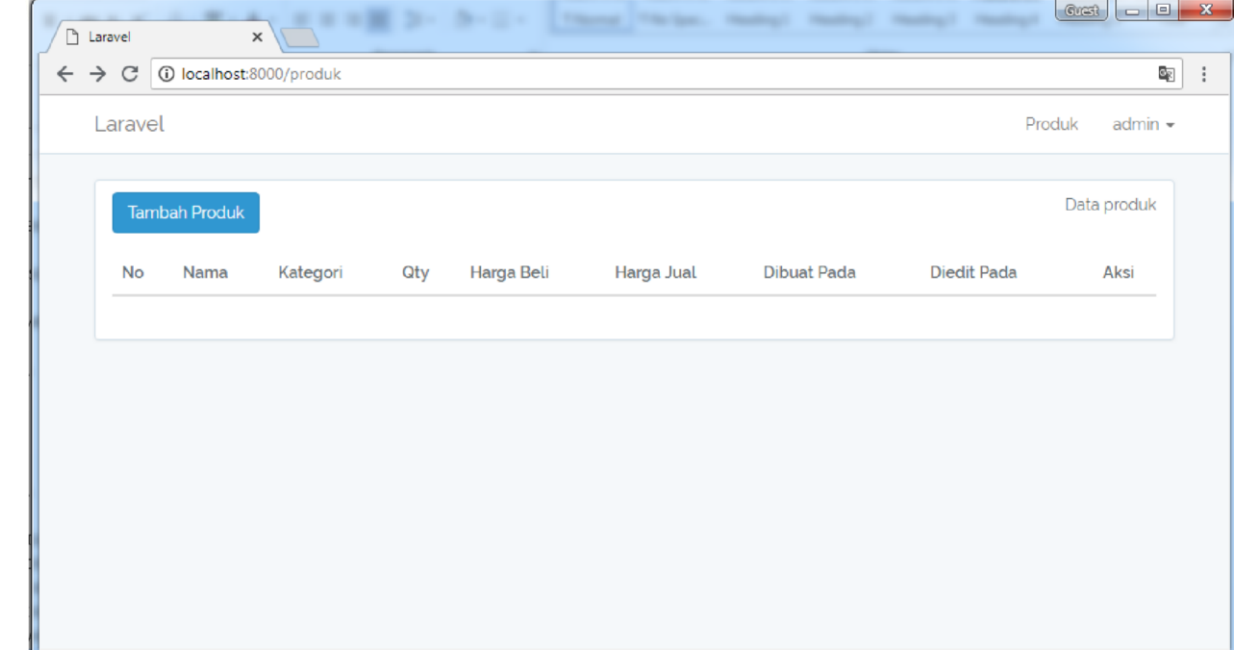 Guest
Laravel
localhost:8000/produk
Laravel Produk admin
Tambah Produk Data produk
No Nama Kategori Qty Harga Beli Harga Jual Dibuat Pada Diedit Pada Aksi